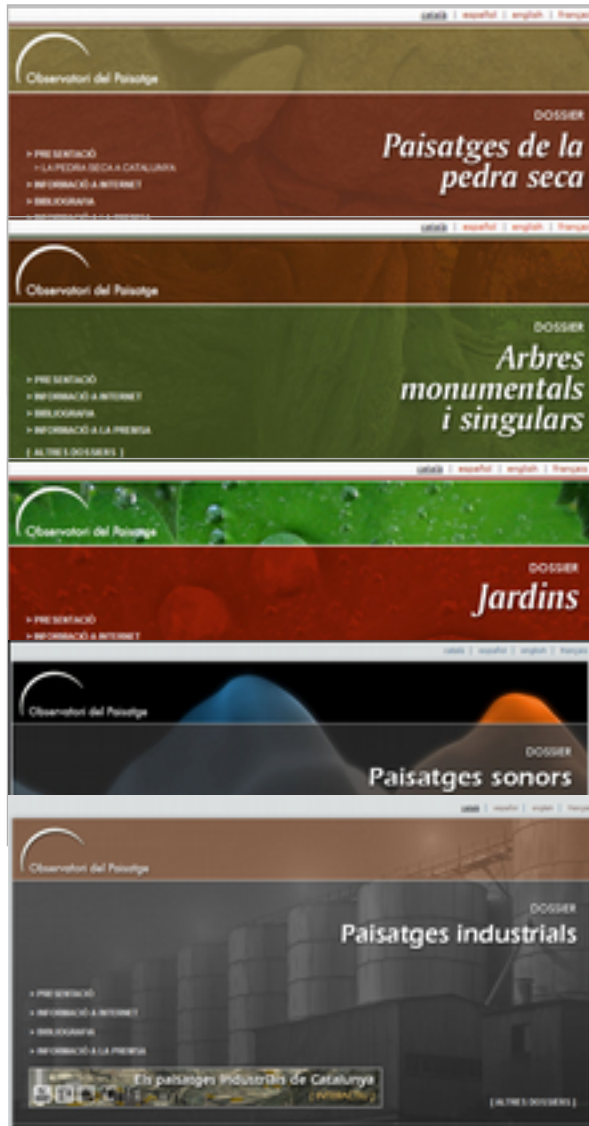 català | español | english | français
Observatori del Paisatge
DOSSIER
Paisatges de la
pedra seca
> PRESENTACIÓ
> LA PEDRA SECA A CATALUNYA
> INFORMACIÓ A INTERNET
> BIBLIOGRAFIA
> INFORMACIÓ A LA PREMSA
català | español | english | français
Observatori del Paisatge
DOSSIER
Arbres
monumentals
i singulars
> PRESENTACIÓ
> INFORMACIÓ A INTERNET
> BIBLIOGRAFIA
> INFORMACIÓ A LA PREMSA
[ ALTRES DOSSIERS ]
català | español | english | français
Observatori del Paisatge
DOSSIER
Jardins
> PRESENTACIÓ
> INFORMACIÓ A INTERNET
català | español | english | français
Observatori del Paisatge
DOSSIER
Paisatges sonors
català | español | english | français
Observatori del Paisatge
DOSSIER
Paisatges industrials
> PRESENTACIÓ
> INFORMACIÓ A INTERNET
> BIBLIOGRAFIA
> INFORMACIÓ A LA PREMSA
Els paisatges industrials de Catalunya
[ INTERACTIU ]
[ ALTRES DOSSIERS ]